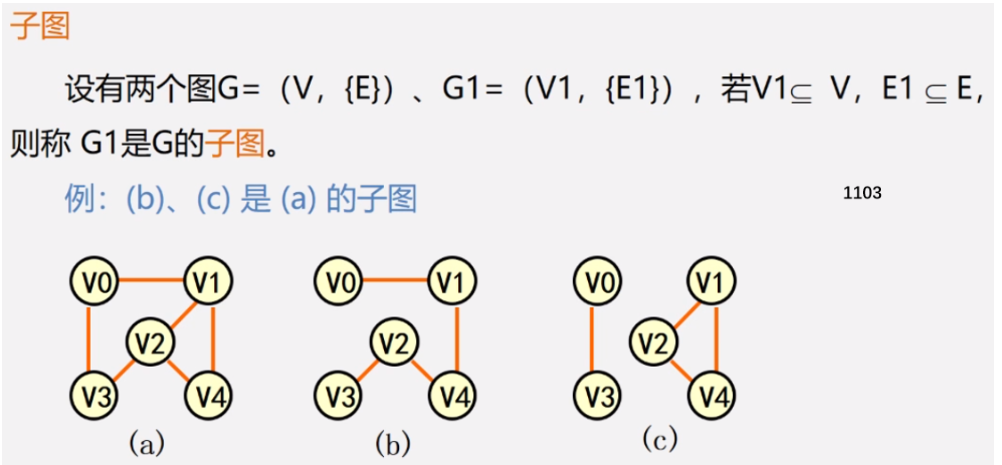 子图
设有两个图G=（V，{E}）、G1=（V1，{E1}），若V1⊆ V，E1 ⊆ E，
则称 G1是G的子图。
例：(b)、(c) 是 (a) 的子图
1103
V0 V1 V0 V1 V0 V1
V2 V2 V2
V3 V4 V3 V4 V3 V4
(a) (b) (c)